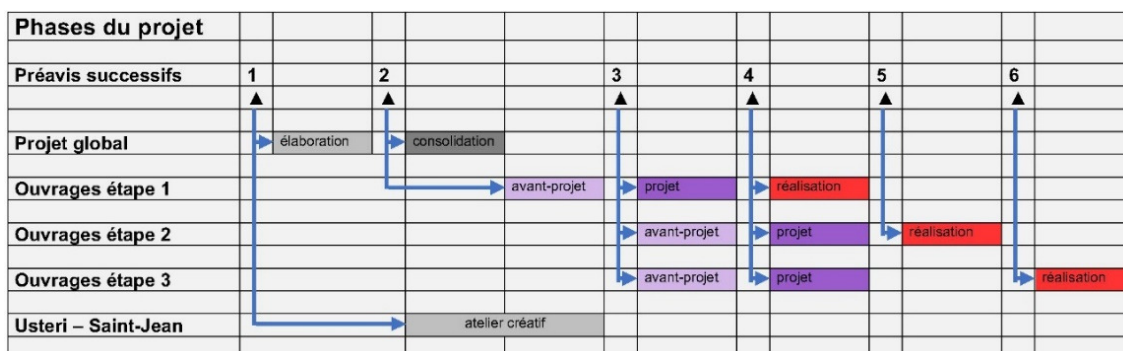 Phases du projet
Préavis successifs 1 2 3 4 5 6
Projet global élaboration consolidation
Ouvrages étape 1 avant-projet projet réalisation
Ouvrages étape 2 avant-projet projet réalisation
Ouvrages étape 3 avant-projet projet réalisation
Usteri – Saint-Jean atelier créatif